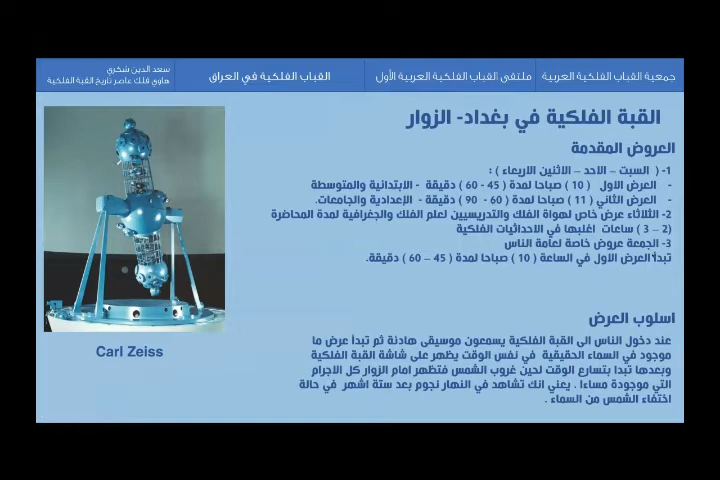 جمعية القباب الفلكية العربية
ملتقى القباب الفلكية العربية الأول
القباب الفلكية في العراق
سعد الدين شكري
هاوي فلك عاصر تاريخ القبة الفلكية
القبة الفلكية في بغداد- الزوار
العروض المقدمة
1- ( السبت – الاحد – الاثنين الاربعاء ) :
- العرض الاول ( 10 ) صباحا لمدة ( 45 - 60 ) دقيقة - الابتدائية والمتوسطة
- العرض الثاني ( 11 ) صباحا لمدة ( 60 - 90 ) دقيقة - الإعدادية والجامعات.
2- الثلاثاء عرض خاص لهواة الفلك والتدريسيين لعلم الفلك والجغرافية لمدة المحاضرة
( 2 – 3 ) ساعات اغلبها في الاحداثيات الفلكية
3- الجمعة عروض خاصة لعامة الناس
تبدأ العرض الاول في الساعة ( 10 ) صباحا لمدة ( 45 – 60 ) دقيقة.
اسلوب العرض
عند دخول الناس الى القبة الفلكية يسمعون موسيقى هادئة ثم تبدأ عرض ما
موجود في السماء الحقيقية في نفس الوقت يظهر على شاشة القبة الفلكية
وبعدها تبدا بتسارع الوقت لحين غروب الشمس فتظهر امام الزوار كل الاجرام
التي موجودة مساءا . يعني انك تشاهد في النهار نجوم بعد ستة اشهر في حالة
اختفاء الشمس من السماء .
Carl Zeiss